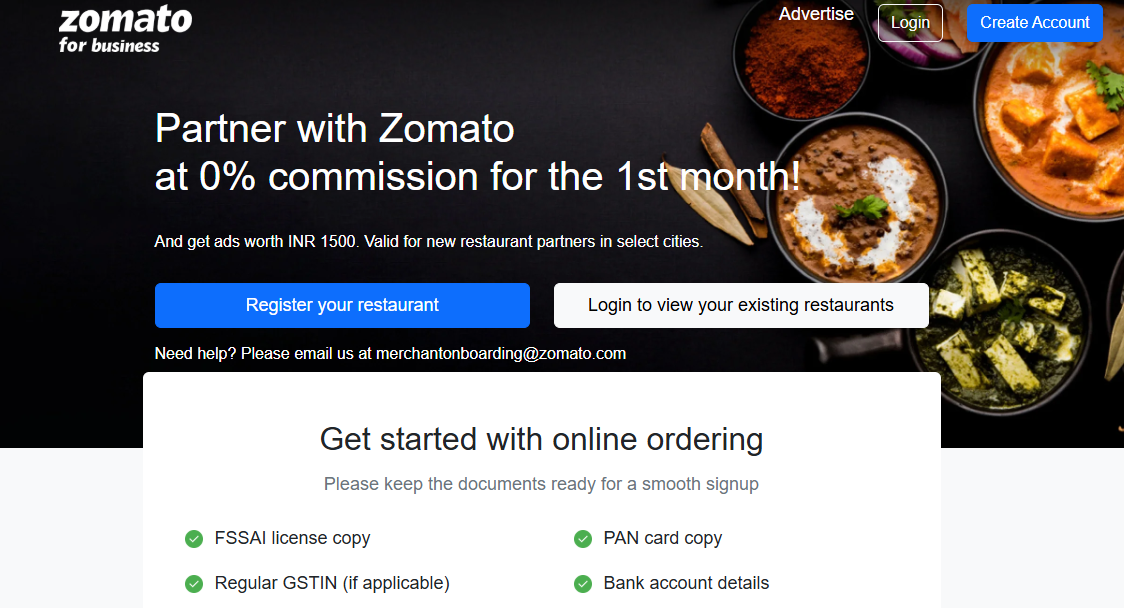 zomato
for business
Advertise
Login
Create Account
Partner with Zomato
at 0% commission for the 1st month!
And get ads worth INR 1500. Valid for new restaurant partners in select cities.
Register your restaurant
Login to view your existing restaurants
Need help? Please email us at merchantonboarding@zomato.com
Get started with online ordering
Please keep the documents ready for a smooth signup
FSSAI license copy
PAN card copy
Regular GSTIN (if applicable)
Bank account details